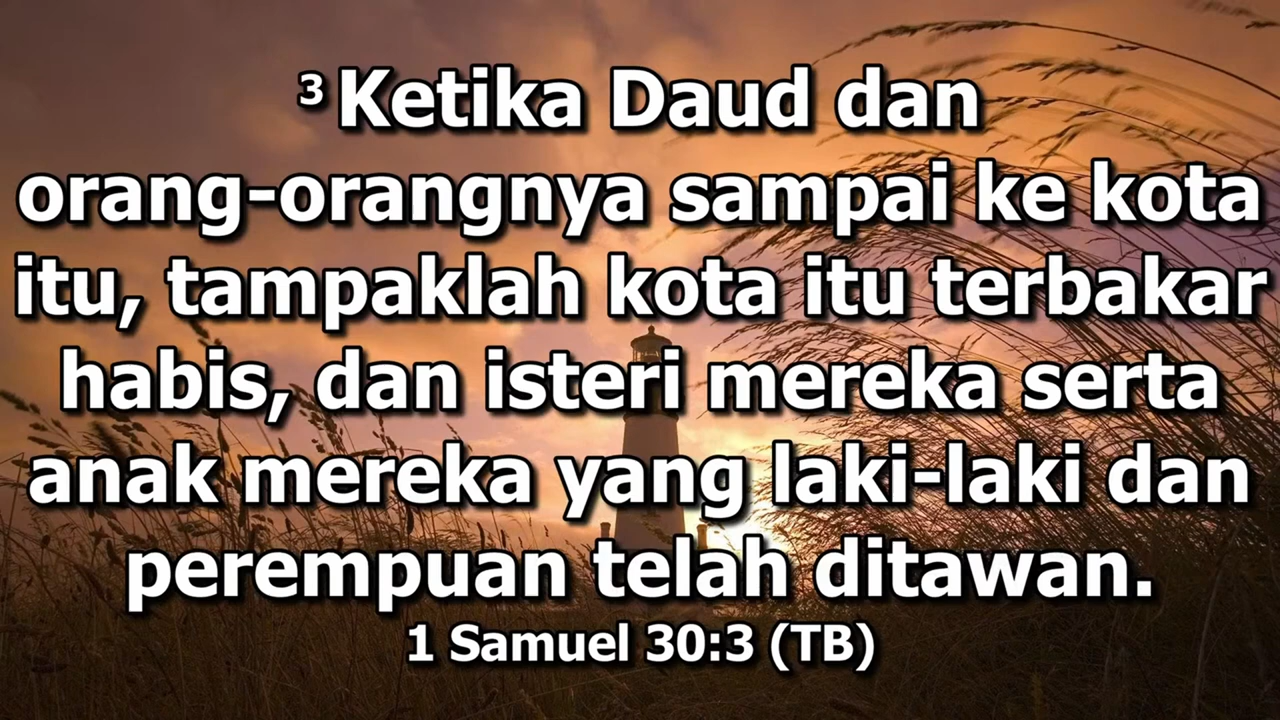 ³ Ketika Daud dan
orang-orangnya sampai ke kota
itu, tampaklah kota itu terbakar
habis, dan isteri mereka serta
anak mereka yang laki-laki dan
perempuan telah ditawan.
1 Samuel 30:3 (TB)